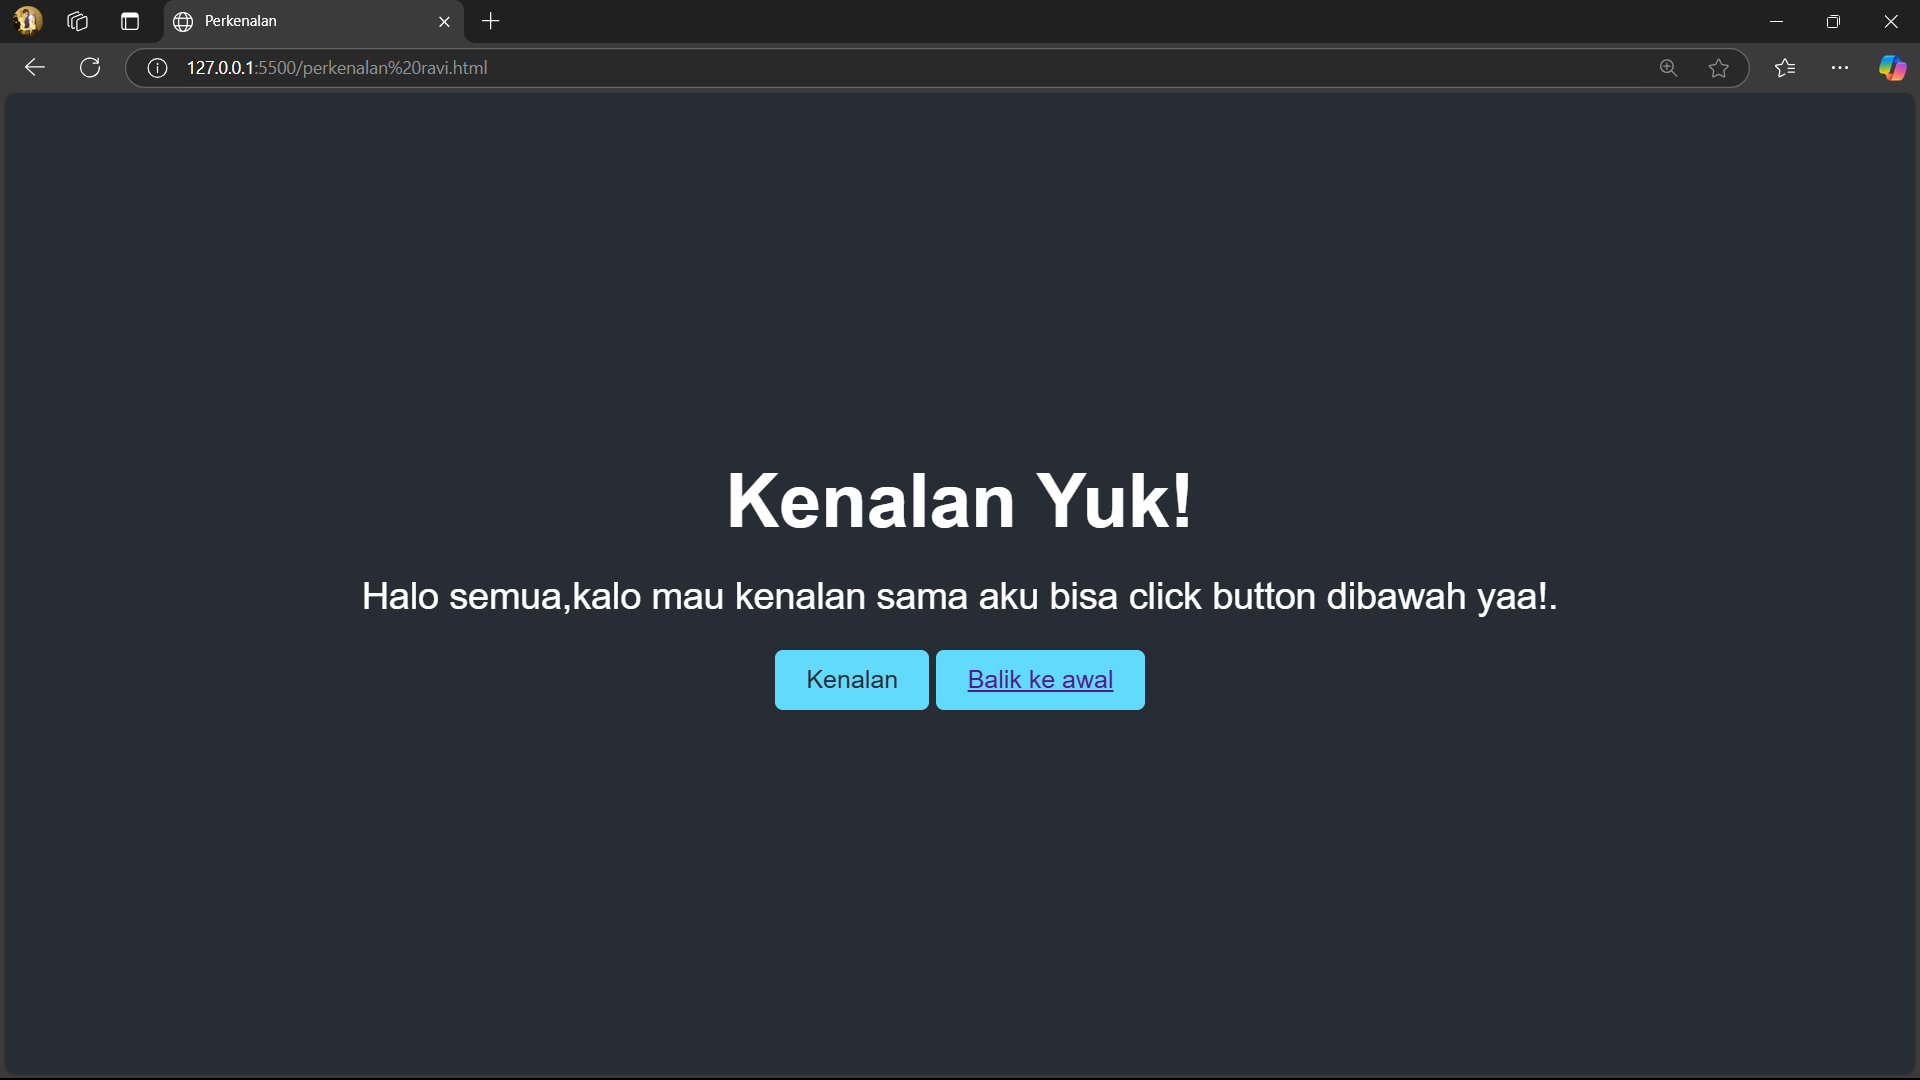 Perkenalan
127.0.0.1:5500/perkenalan%20ravi.html
Kenalan Yuk!
Halo semua,kalo mau kenalan sama aku bisa click button dibawah yaa!.
Kenalan
Balik ke awal